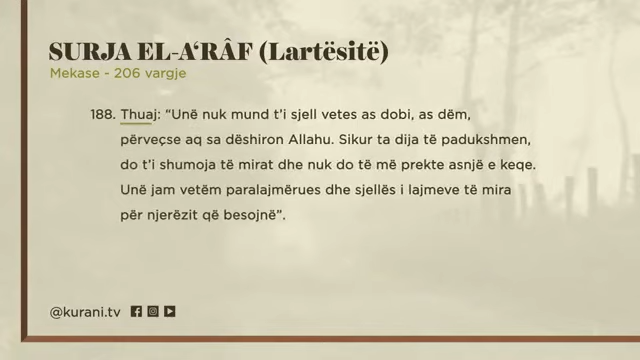 SURJA EL-A‘RÂF (Lartësitë)
Mekase - 206 vargje
188. Thuaj: “Unë nuk mund t’i sjell vetes as dobi, as dëm,
përveçse aq sa dëshiron Allahu. Sikur ta dija të padukshmen,
do t’i shumoja të mirat dhe nuk do të më prekte asnjë e keqe.
Unë jam vetëm paralajmërues dhe sjellës i lajmeve të mira
për njerëzit që besojnë”.
@kurani.tv